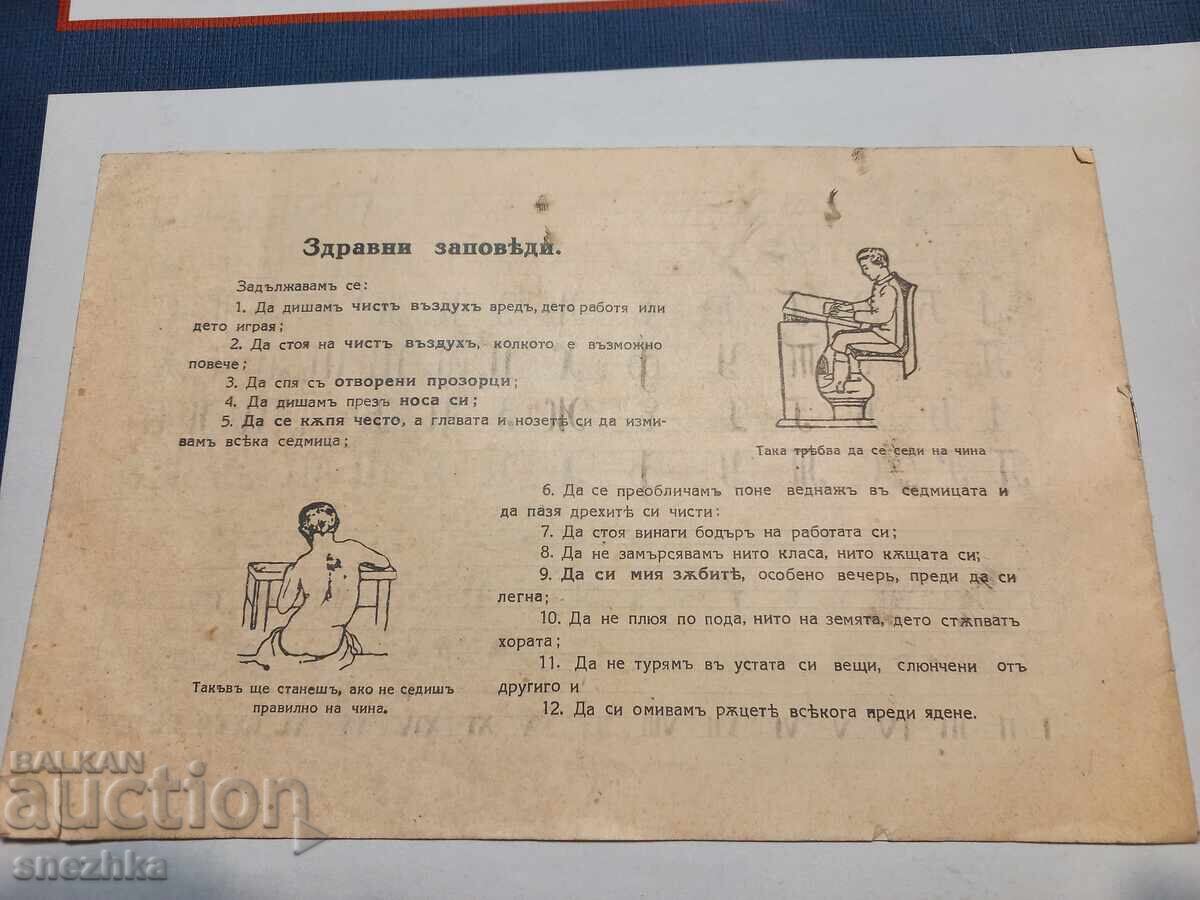 Здравни заповѣди.
Задължавамъ се:
1. Да дишамъ чистъ въздухъ вредъ, дето работя или
дето играя;
2. Да стоя на чистъ въздухъ, колкото е възможно
повече;
3. Да спя съ отворени прозорци;
4. Да дишамъ презъ носа си;
5. Да се кѫпя често, а главата и нозетѣ си да изми-
вамъ всѣка седмица;
Така трѣбва да се седи на чина
6. Да се преобличамъ поне веднажъ въ седмицата и
да пазя дрехитѣ си чисти:
7. Да стоя винаги бодъръ на работата си;
8. Да не замърсявамъ нито класа, нито кѫщата си;
9. Да си мия зѫбитѣ, особено вечерь, преди да си
легна;
10. Да не плюя по пода, нито на земята, дето стѫпватъ
хората;
11. Да не турямъ въ устата си вещи, слюнчени отъ
другиго и
12. Да си омивамъ рѫцетѣ всѣкога преди ядене.
Такъвъ ще станешъ, ако не седишъ
правилно на чина.
BALKAN
auction
snezhka